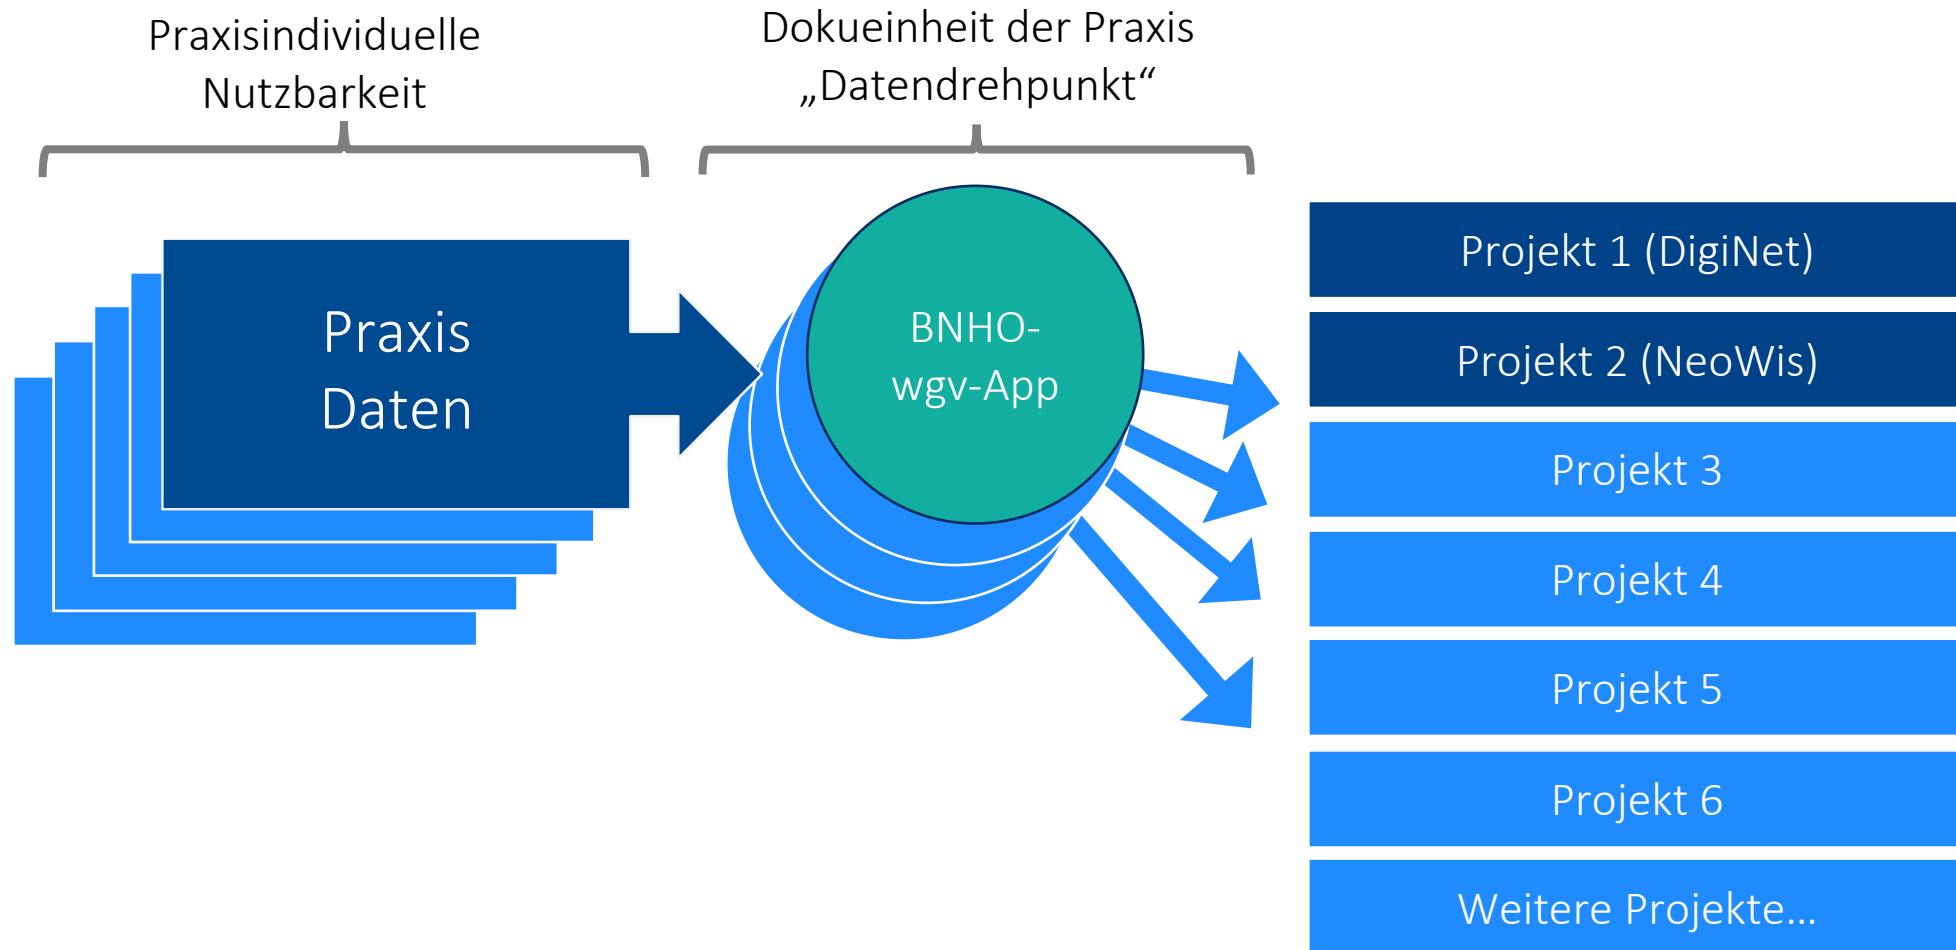 Praxisindividuelle
Nutzbarkeit
Dokueinheit der Praxis
„Datendrehpunkt“
Praxis
Daten
BNHO-
wgv-App
Projekt 1 (DigiNet)
Projekt 2 (NeoWis)
Projekt 3
Projekt 4
Projekt 5
Projekt 6
Weitere Projekte...